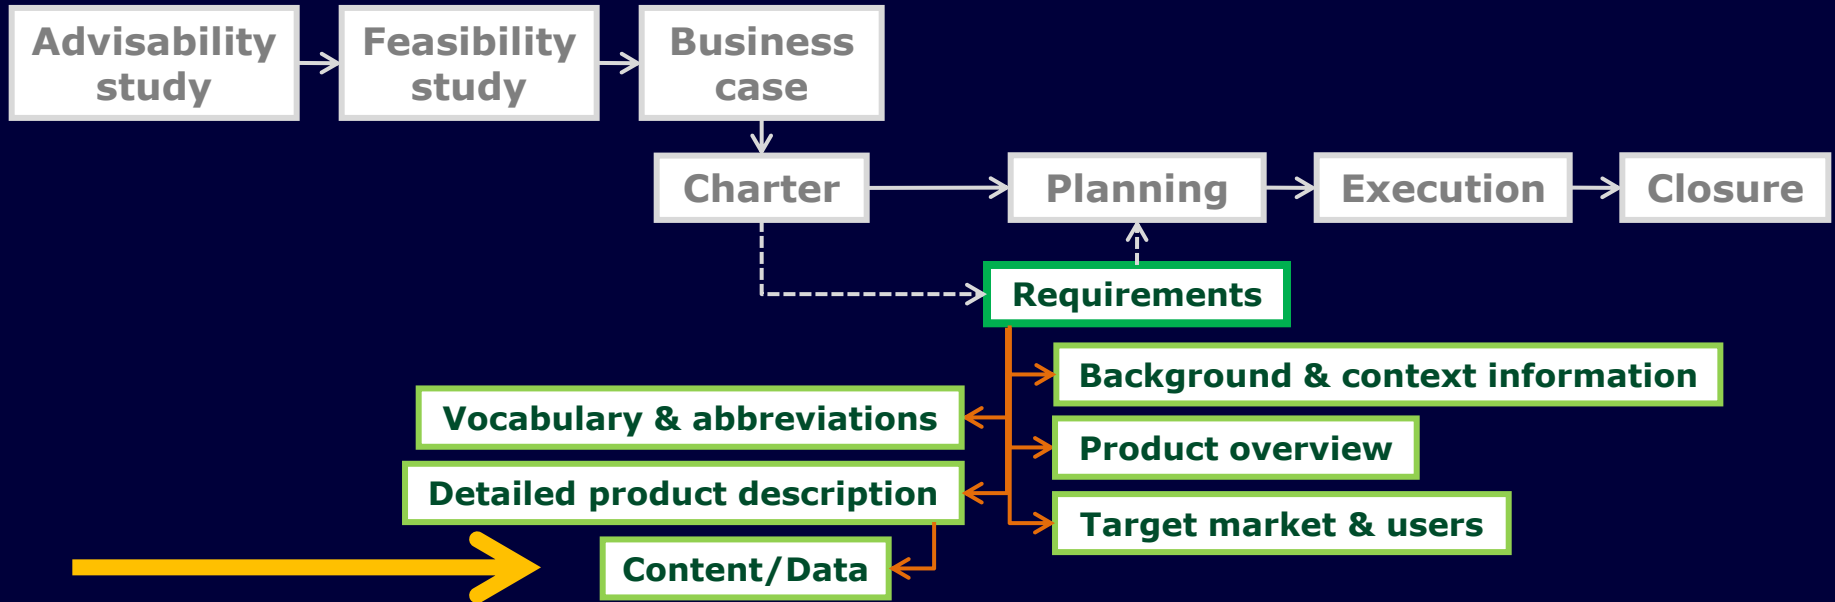 Advisability
study
Feasibility
study
Business
case
Charter
Planning
Execution
Closure
Requirements
Background & context information
Vocabulary & abbreviations
Product overview
Detailed product description
Target market & users
Content/Data